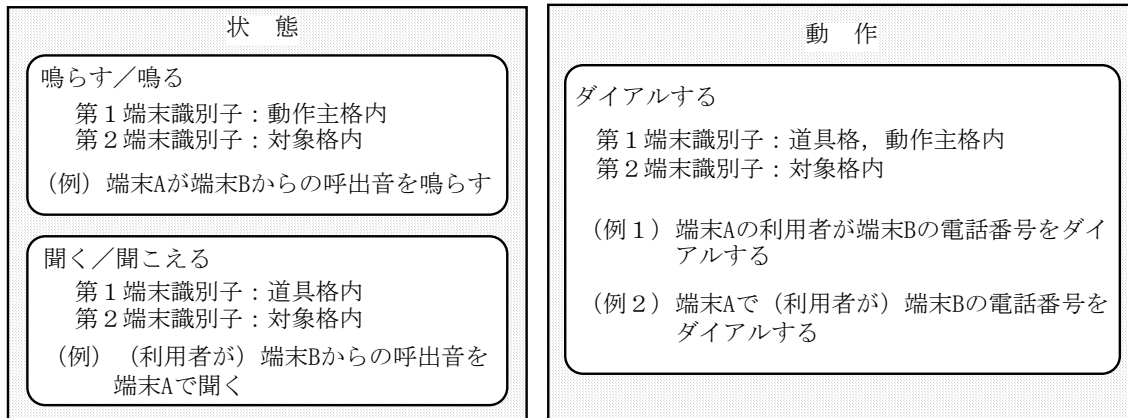 状　態
鳴らす／鳴る
第１端末識別子：動作主格内
第２端末識別子：対象格内
（例）端末Aが端末Bからの呼出音を鳴らす
聞く／聞こえる
第１端末識別子：道具格内
第２端末識別子：対象格内
（例）（利用者が）端末Bからの呼出音を
端末Aで聞く
動　作
ダイアルする
第１端末識別子：道具格，動作主格内
第２端末識別子：対象格内
（例１）端末Aの利用者が端末Bの電話番号をダイ
アルする
（例２）端末Aで（利用者が）端末Bの電話番号を
ダイアルする